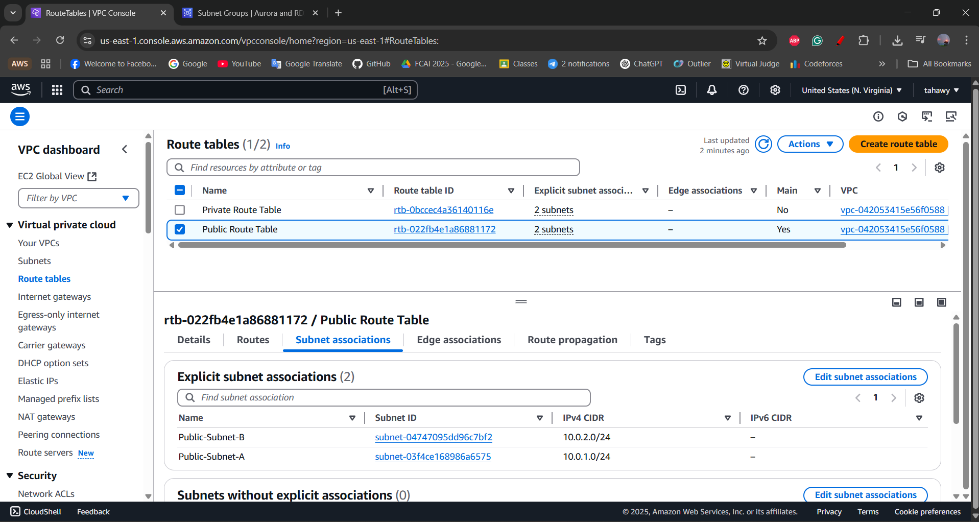 RouteTables | VPC Console
Subnet Groups | Aurora and RD
us-east-1.console.aws.amazon.com/vpcconsole/home?region=us-east-1#RouteTables:
AWS
Welcome to Facebo...
Google
YouTube
Google Translate
GitHub
FCAI 2025 - Google...
Classes
2 notifications
ChatGPT
Outlier
Virtual Judge
Codeforces
All Bookmarks
aws
Search
[Alt+S]
United States (N. Virginia)
tahawy
VPC dashboard
EC2 Global View
Filter by VPC
Virtual private cloud
Your VPCs
Subnets
Route tables
Internet gateways
Egress-only internet
gateways
Carrier gateways
DHCP option sets
Elastic IPs
Managed prefix lists
NAT gateways
Peering connections
Route servers New
Security
Network ACLs
Route tables (1/2) Info
Last updated
2 minutes ago
Actions
Create route table
Find resources by attribute or tag
1
Name Route table ID Explicit subnet associ... Edge associations Main VPC
Private Route Table rtb-0bccec4a36140116e 2 subnets – No vpc-042053415e56f0588
Public Route Table rtb-022fb4e1a86881172 2 subnets – Yes vpc-042053415e56f0588
rtb-022fb4e1a86881172 / Public Route Table
Details Routes Subnet associations Edge associations Route propagation Tags
Explicit subnet associations (2)
Edit subnet associations
Find subnet association
1
Name Subnet ID IPv4 CIDR IPv6 CIDR
Public-Subnet-B subnet-04747095dd96c7bf2 10.0.2.0/24 –
Public-Subnet-A subnet-03f4ce168986a6575 10.0.1.0/24 –
Subnets without explicit associations (0)
Edit subnet associations
CloudShell Feedback © 2025, Amazon Web Services, Inc. or its affiliates. Privacy Terms Cookie preferences